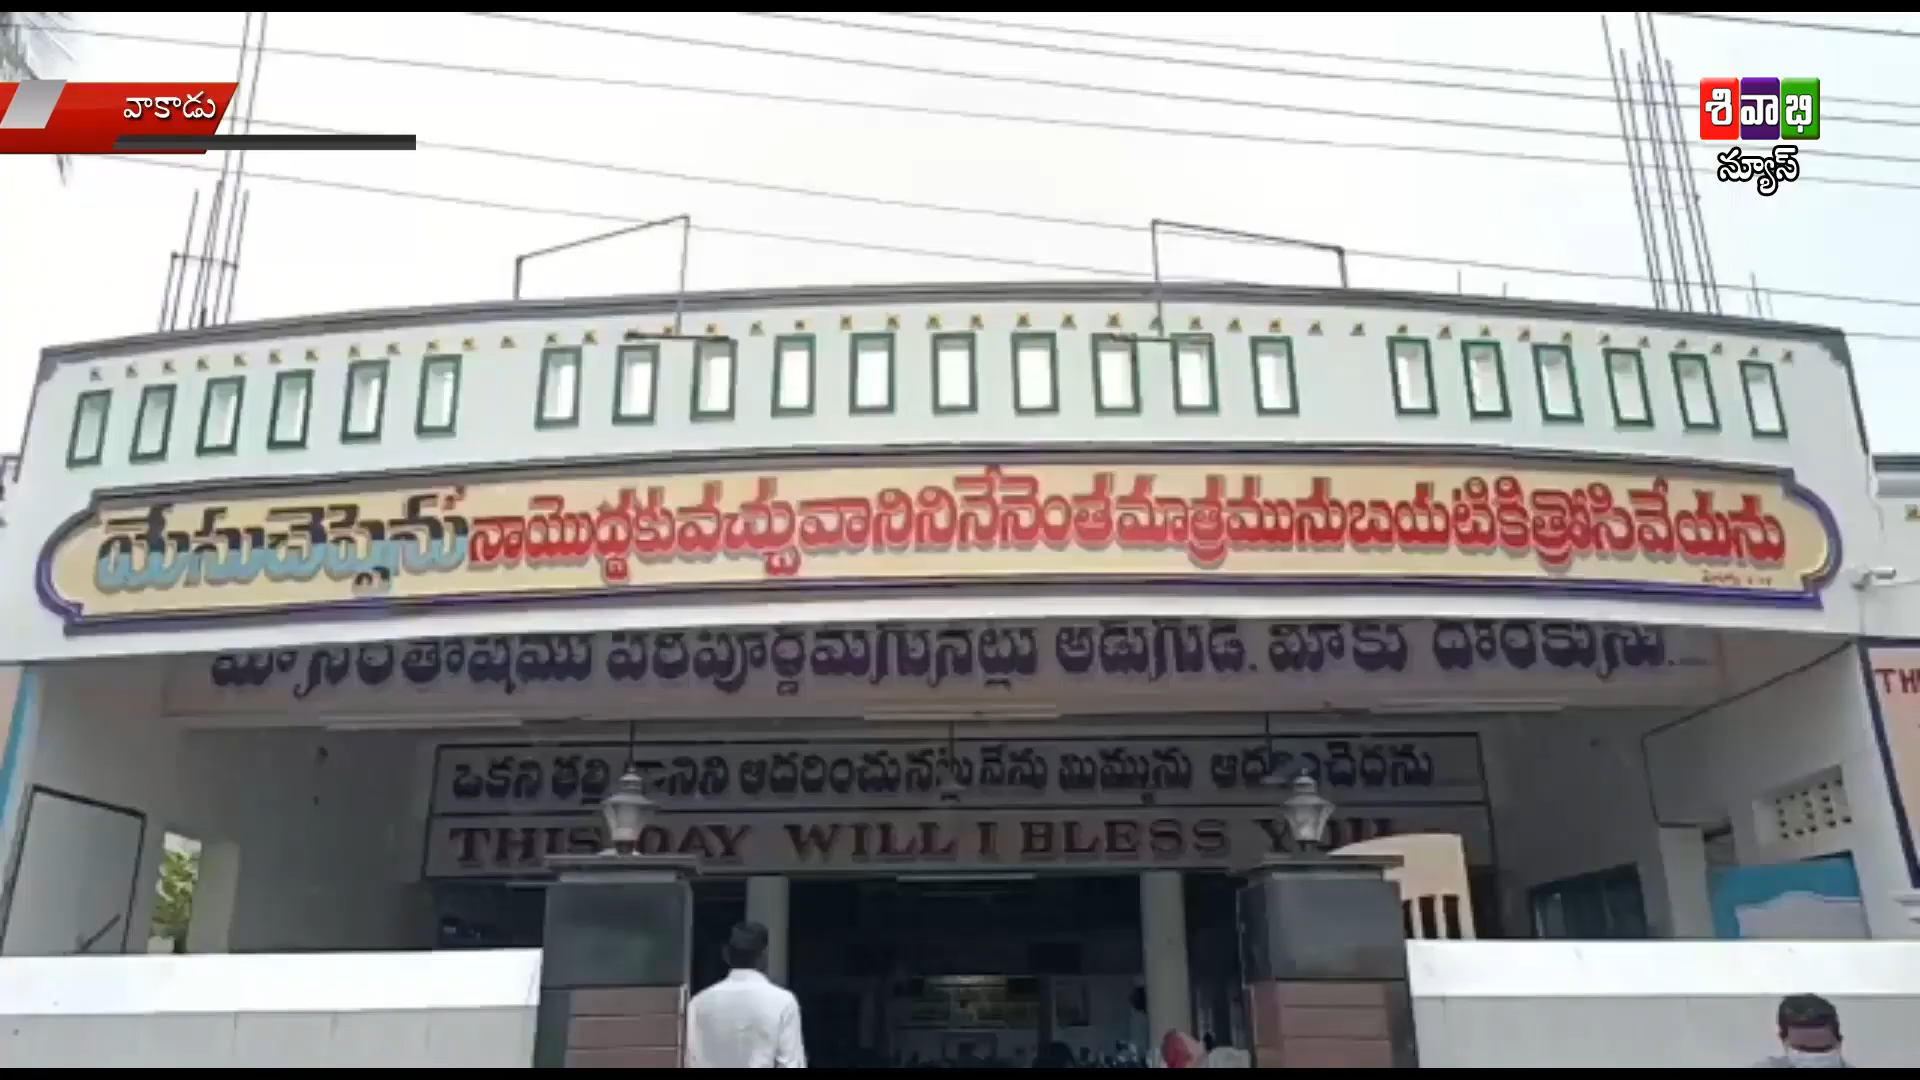 వాకాడు
శివాభి
న్యూస్
యేసుచెప్పెను నాయొద్దకువచ్చువానినినేనెంతమాత్రమునుబయటికిత్రోసివేయను
మీ సంతోషము పరిపూర్ణమగునట్లు అడుగుడి. మీకు దొరకును.
ఒకని తల్లి వానిని ఆదరించునట్లు నేను మిమ్మును ఆదరించెదను
THIS DAY WILL I BLESS YOU
TH